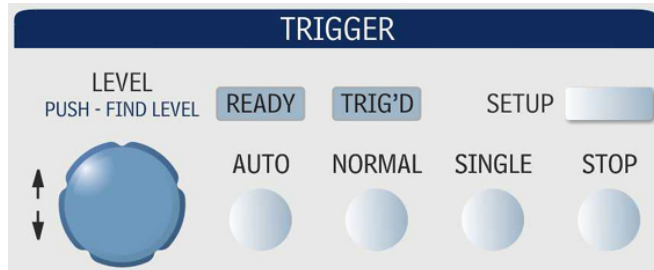 TRIGGER
LEVEL
PUSH - FIND LEVEL
READY
TRIG'D
SETUP
AUTO
NORMAL
SINGLE
STOP